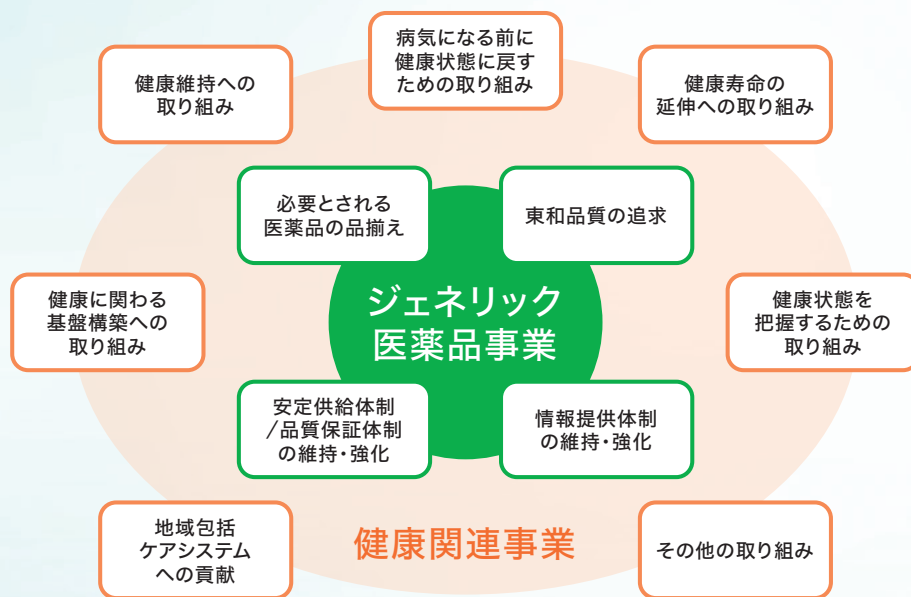 病気になる前に
健康状態に戻す
ための取り組み
健康維持への
取り組み
健康寿命の
延伸への取り組み
必要とされる
医薬品の品揃え
東和品質の追求
健康に関わる
基盤構築への
取り組み
ジェネリック
医薬品事業
健康状態を
把握するための
取り組み
安定供給体制
/品質保証体制
の維持・強化
情報提供体制
の維持・強化
地域包括
ケアシステム
への貢献
健康関連事業
その他の取り組み